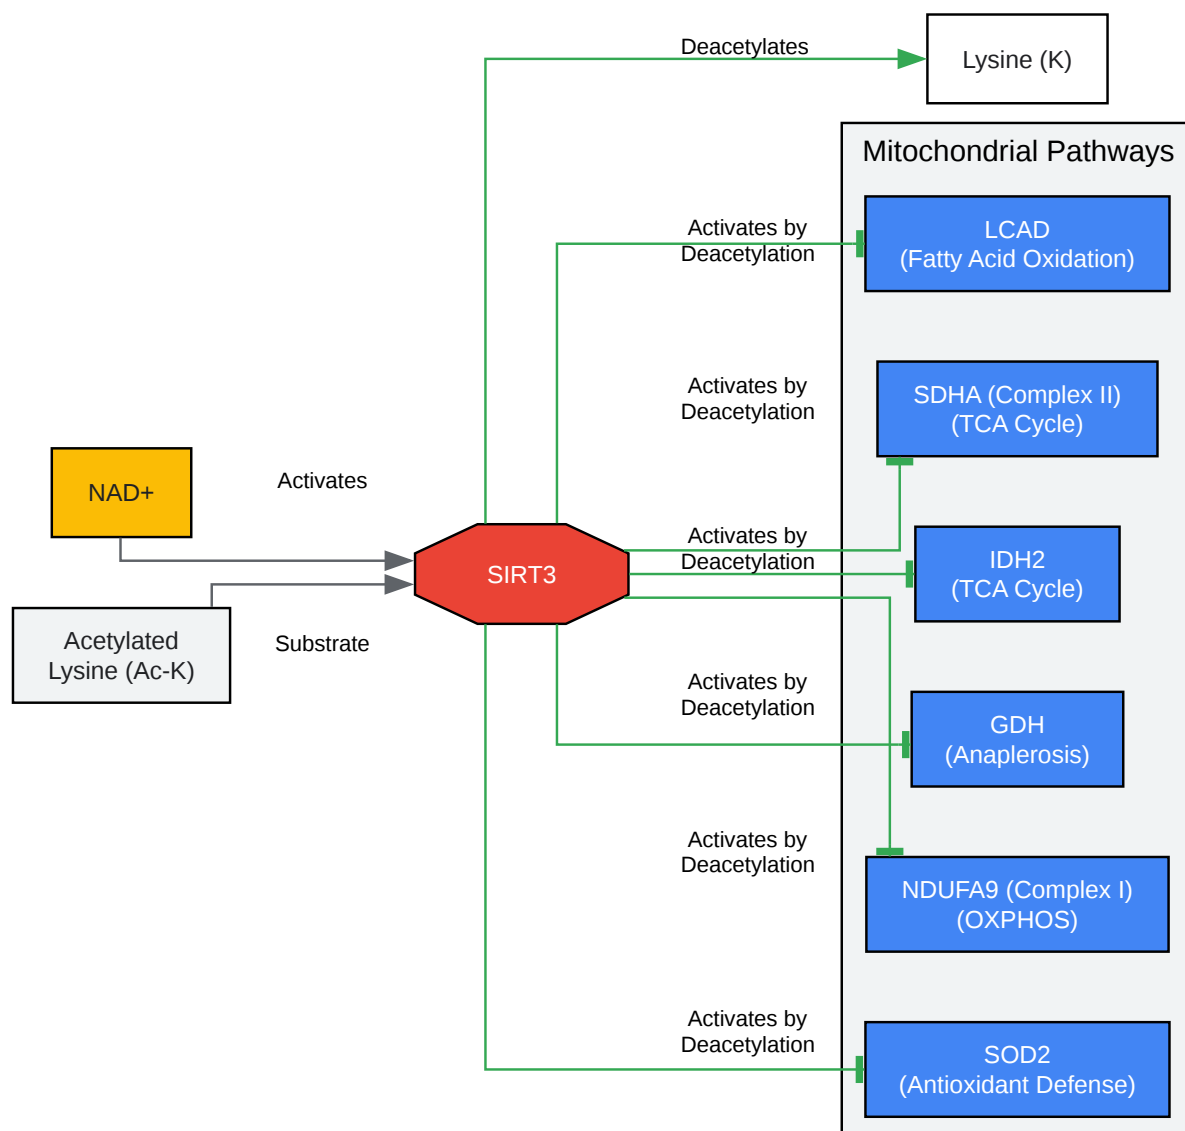 Deacetylates
Lysine (K)
Mitochondrial Pathways
Activates by
Deacetylation
LCAD
(Fatty Acid Oxidation)
Activates by
Deacetylation
SDHA (Complex II)
(TCA Cycle)
NAD+
Activates
Activates by
Deacetylation
IDH2
(TCA Cycle)
SIRT3
Acetylated
Lysine (Ac-K)
Substrate
Activates by
Deacetylation
GDH
(Anaplerosis)
Activates by
Deacetylation
NDUFA9 (Complex I)
(OXPHOS)
Activates by
Deacetylation
SOD2
(Antioxidant Defense)